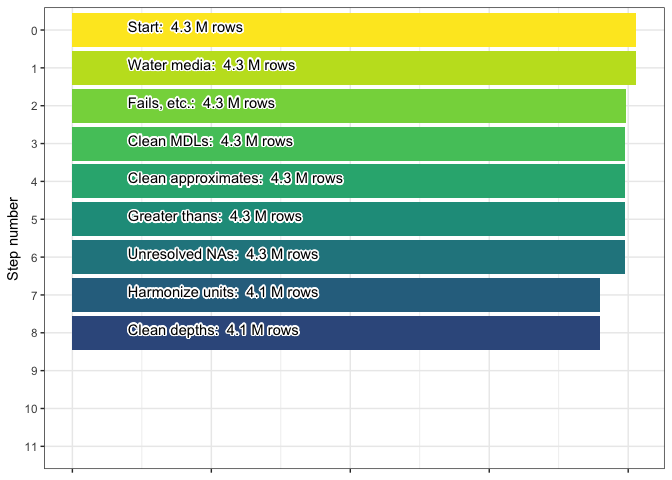 0
Start:  4.3 M rows
1
Water media:  4.3 M rows
2
Fails, etc.:  4.3 M rows
3
Clean MDLs:  4.3 M rows
4
Clean approximates:  4.3 M rows
5
Greater thans:  4.3 M rows
6
Unresolved NAs:  4.3 M rows
7
Harmonize units:  4.1 M rows
8
Clean depths:  4.1 M rows
9
10
11
Step number